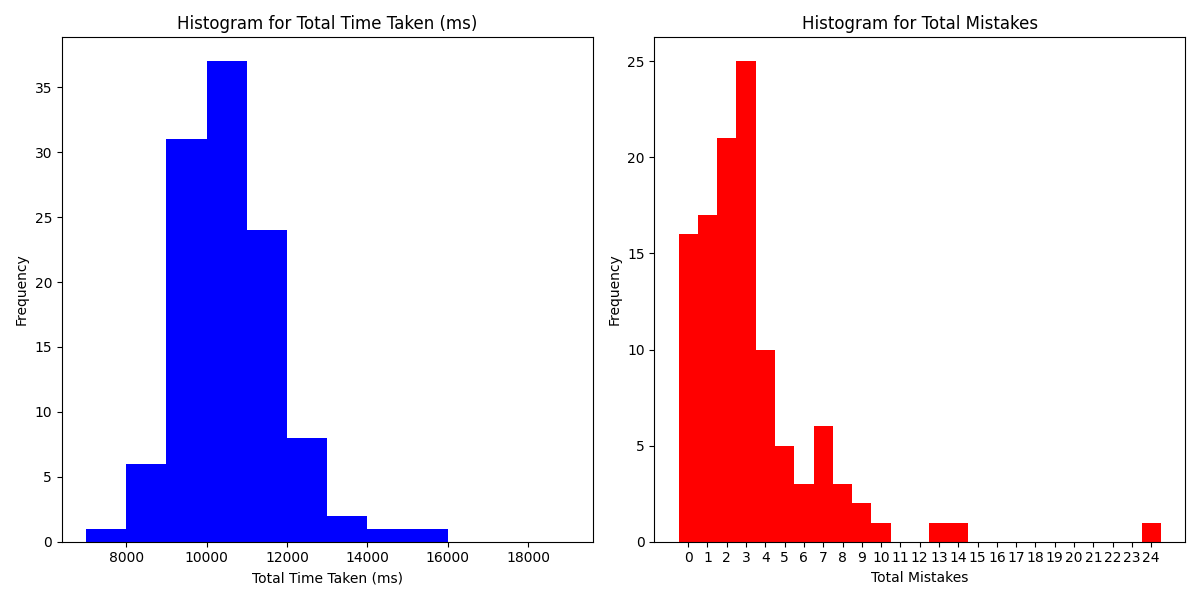 Histogram for Total Time Taken (ms)
Frequency
35
30
25
20
15
10
5
0
8000 10000 12000 14000 16000 18000
Total Time Taken (ms)
Histogram for Total Mistakes
Frequency
25
20
15
10
5
0
0 1 2 3 4 5 6 7 8 9 10 11 12 13 14 15 16 17 18 19 20 21 22 23 24
Total Mistakes